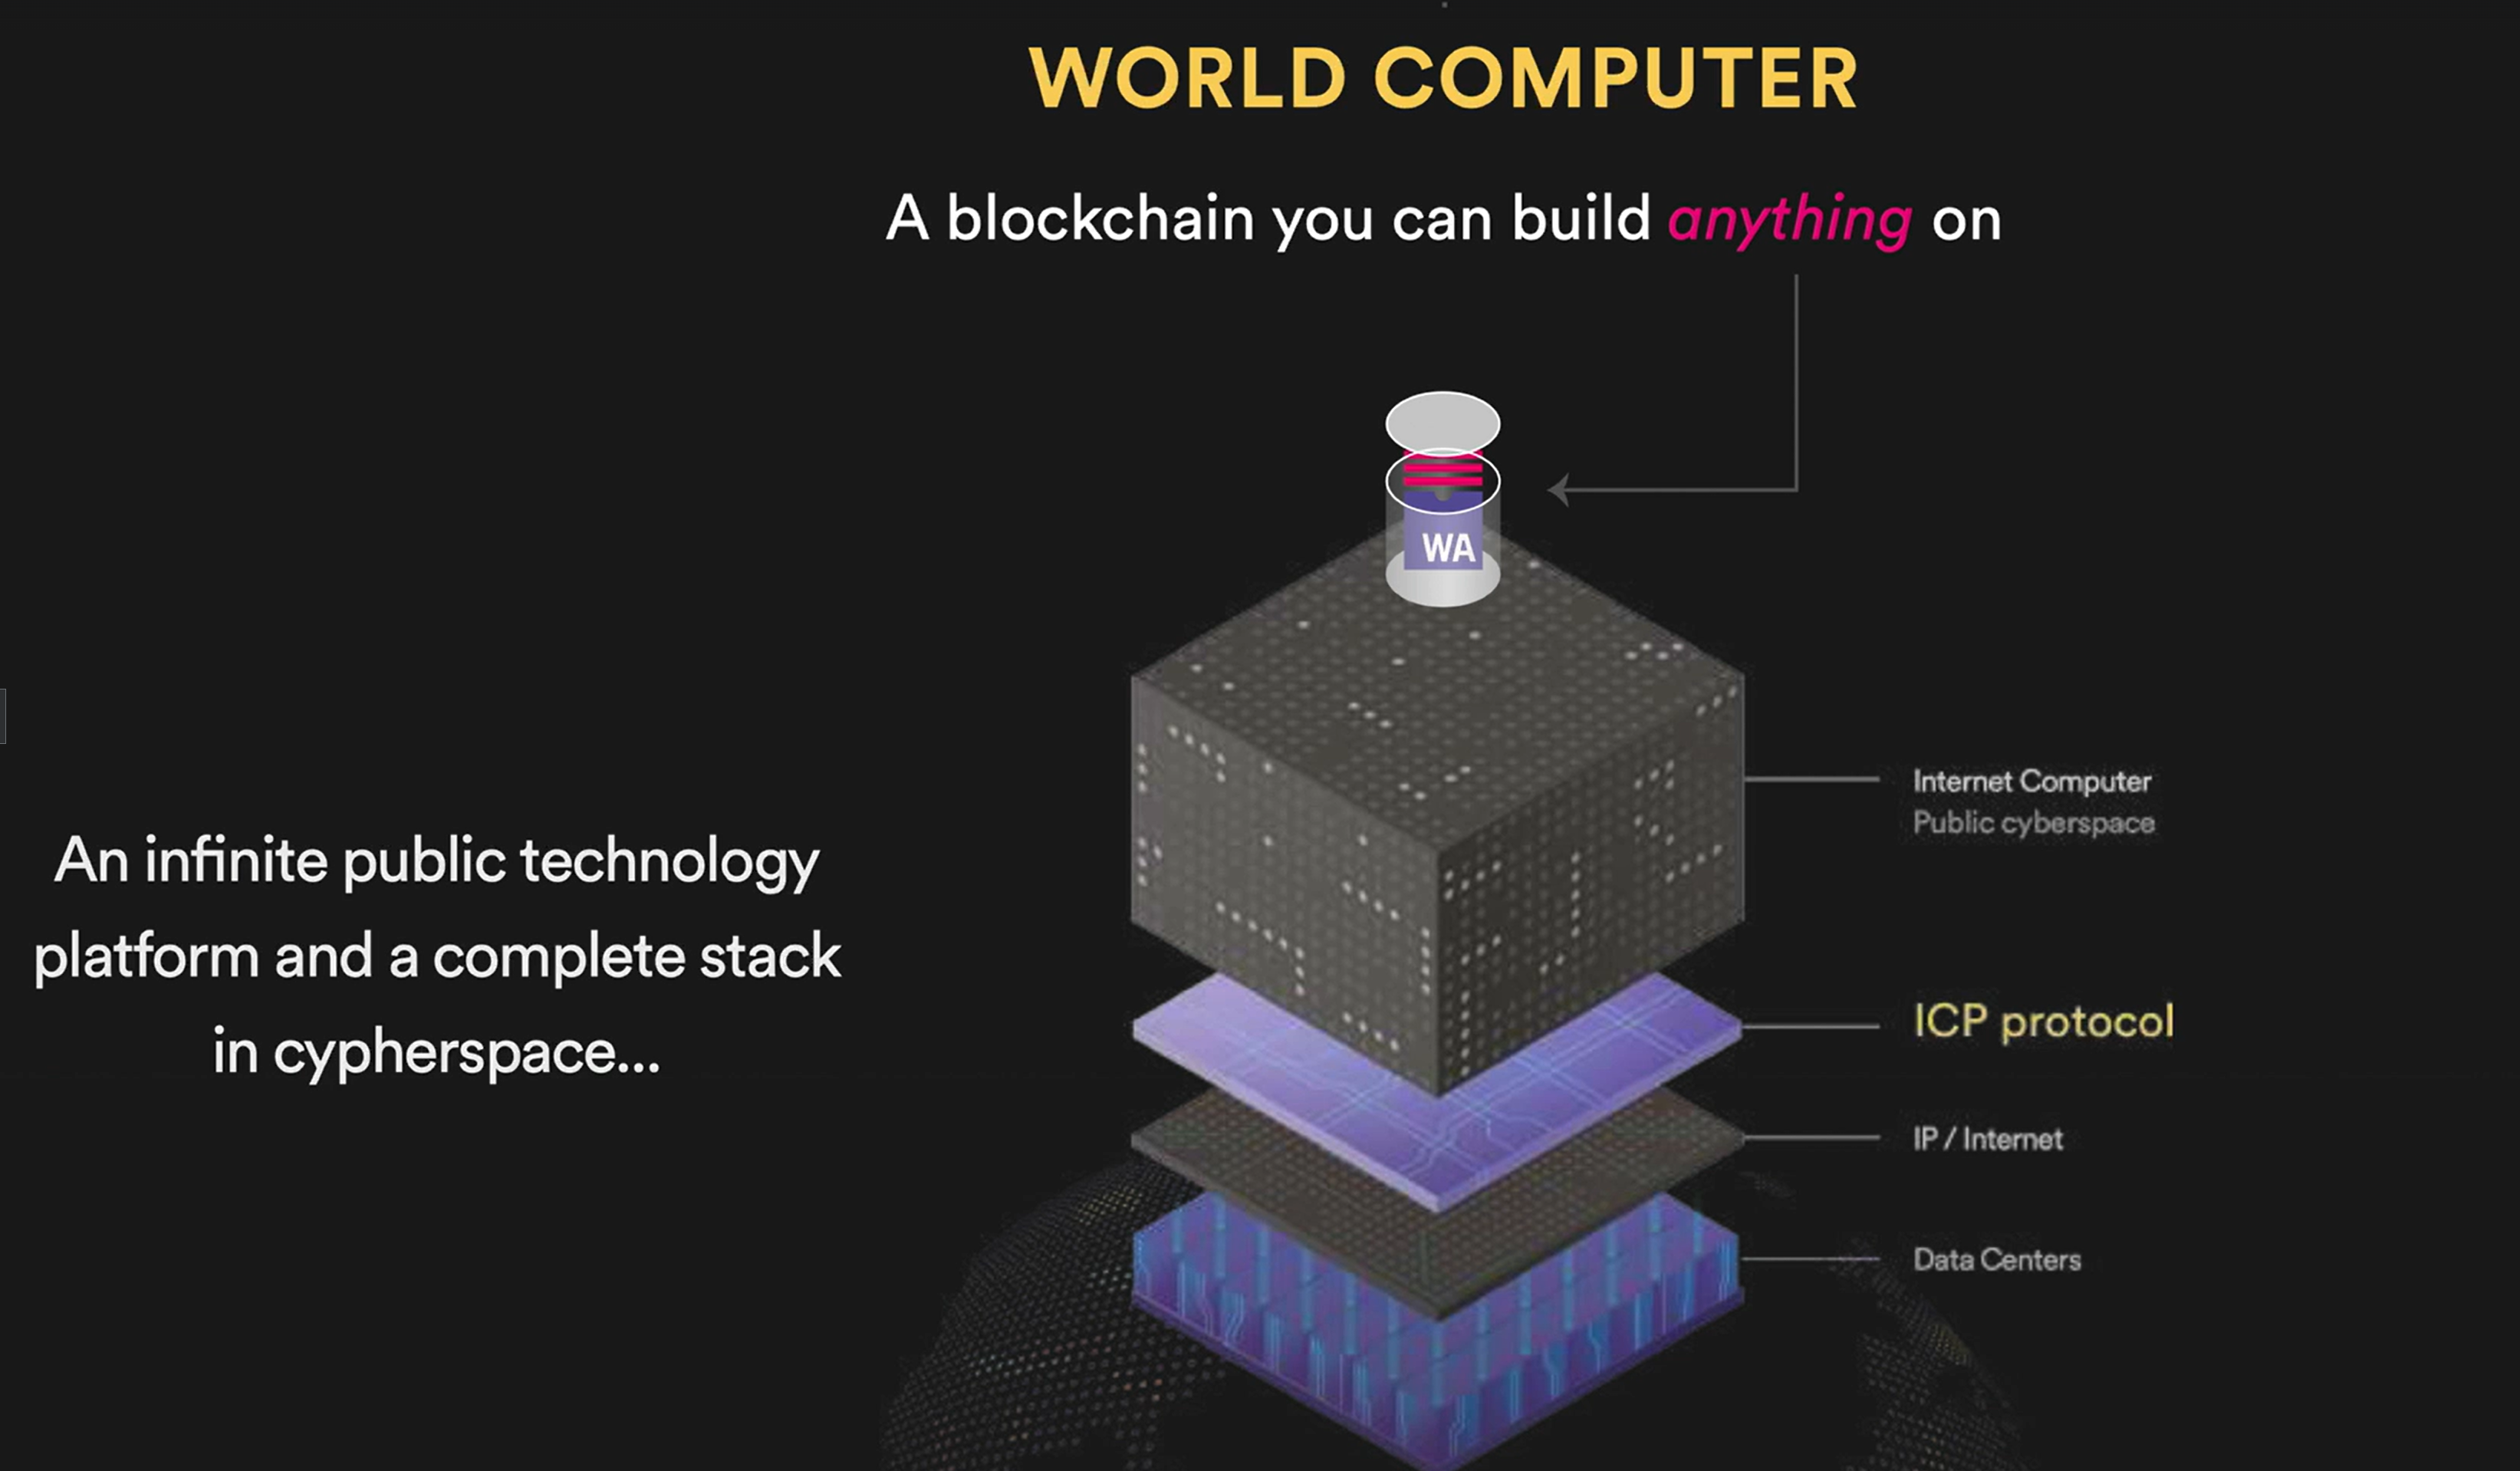 WORLD COMPUTER
A blockchain you can build anything on
WA
Internet Computer
Public cyberspace
An infinite public technology
platform and a complete stack
in cypherspace...
ICP protocol
IP / Internet
Data Centers